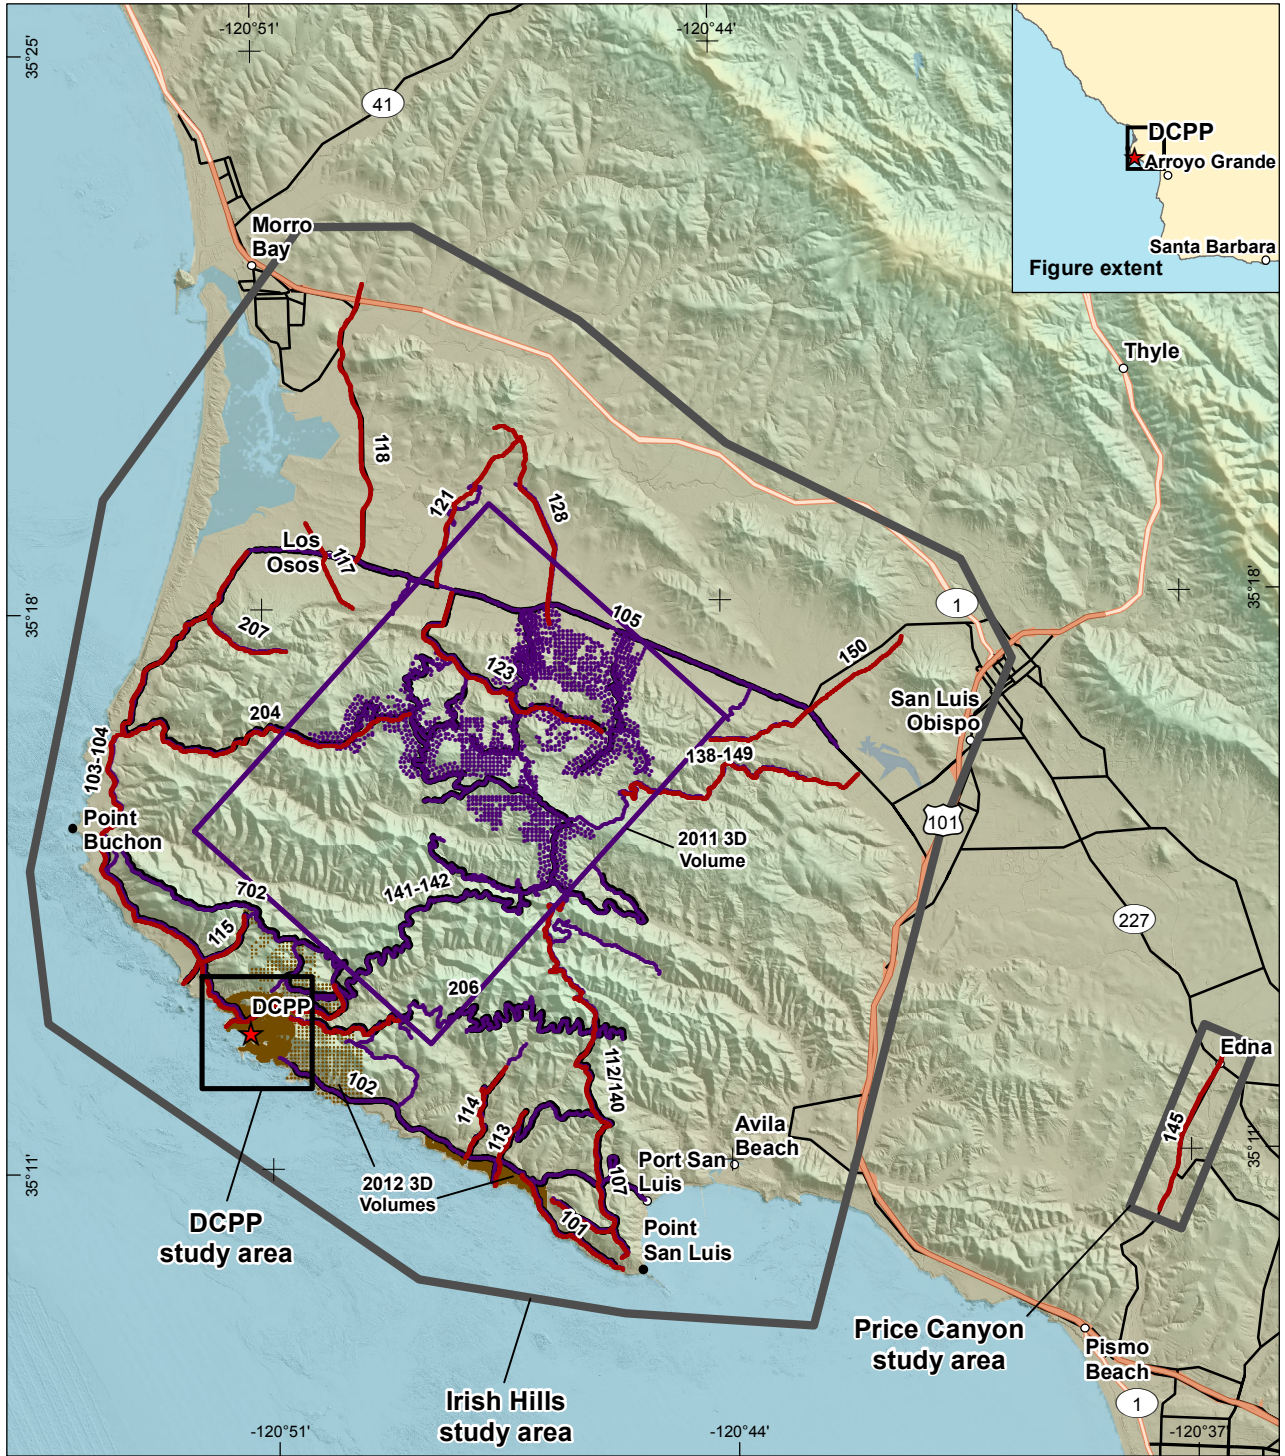 -120°51'
-120°44'
35°25'
41
DCPP
Arroyo Grande
Santa Barbara
Figure extent
Morro
Bay
Thyle
118
121
128
Los
Osos
117
35°18'
35°18'
105
1
207
123
150
204
San Luis
Obispo
103-104
138-149
Point
Buchon
2011 3D
Volume
101
702
141-142
115
227
206
DCPP
Edna
102
112/140
114
113
145
Avila
Beach
35°11'
35°11'
2012 3D
Volumes
Port San
Luis
107
DCPP
study area
101
Point
San Luis
Price Canyon
study area
Pismo
Beach
Irish Hills
study area
1
-120°51'
-120°44'
-120°37'